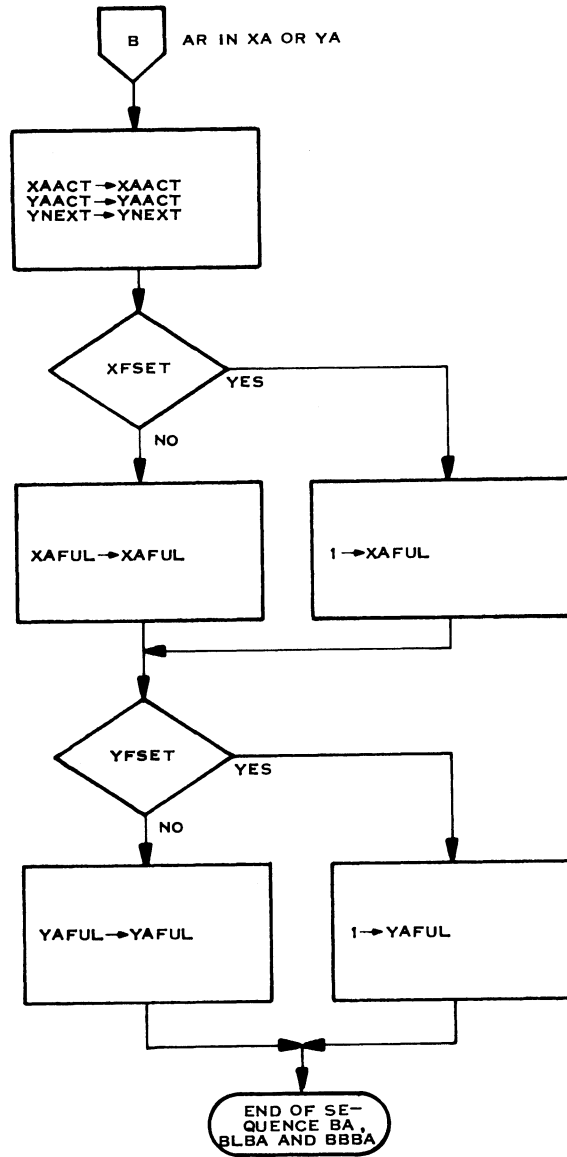 B
AR IN XA OR YA
XAACT→XAACT
YAACT→YAACT
YNEXT→YNEXT
XFSET
YES
NO
XAFUL→XAFUL
1→XAFUL
YFSET
YES
NO
YAFUL→YAFUL
1→YAFUL
END OF SE-
QUENCE BA,
BLBA AND BBBA